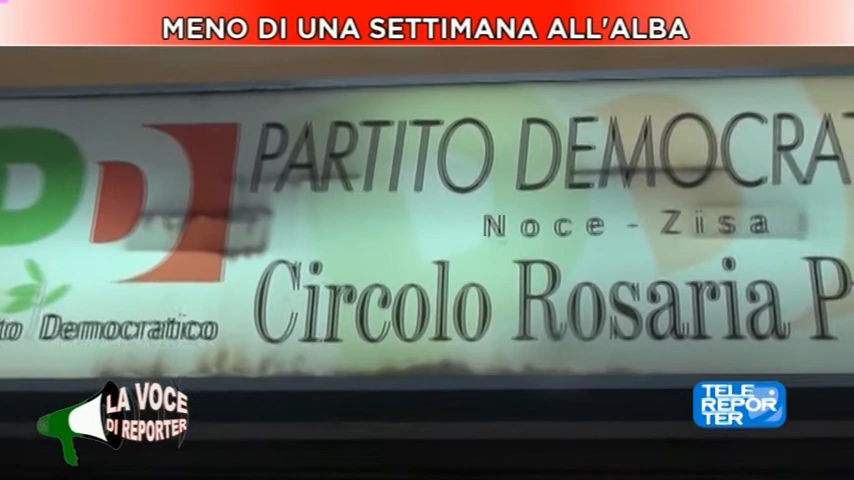 MENO DI UNA SETTIMANA ALL'ALBA
PD
PARTITO DEMOCRAT
Noce - Zisa
Circolo Rosaria P
to Democratico
LA VOCE
DI REPORTER
TELE
REPOR
TER